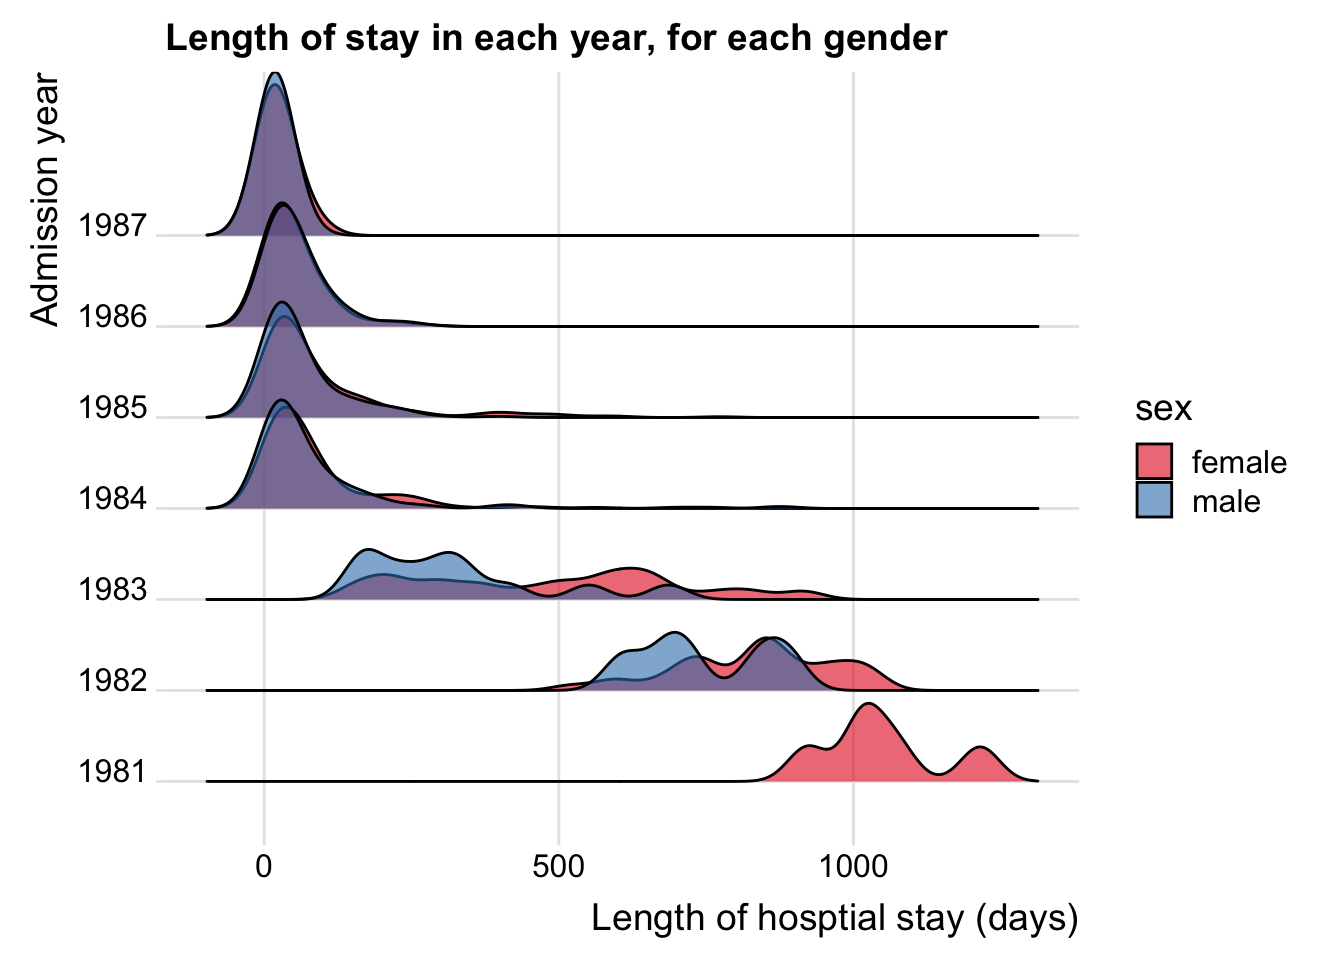 Length of stay in each year, for each gender
Admission year
1987
1986
1985
1984
1983
1982
1981
0 500 1000
Length of hosptial stay (days)
sex
female
male